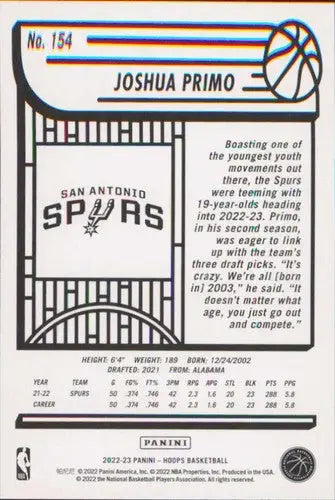 No. 154
JOSHUA PRIMO
SAN ANTONIO
SPURS
Boasting one of
the youngest youth
movements out
there, the Spurs
were teeming with
19-year-olds heading
into 2022-23. Primo,
in his second season,
was eager to link
up with the team's
three draft picks. "It's
crazy. We're all [born
in] 2003," he said. "It
doesn't matter what
age, you just go out
and compete."
HEIGHT: 6'4" WEIGHT: 189 BORN: 12/24/2002
DRAFTED: 2021 FROM: ALABAMA
YEAR TEAM G FG% FT% 3PM RPG APG STL BLK PTS PPG
21-22 SPURS 50 .374 .746 42 2.3 1.6 20 23 288 5.8
CAREER 50 .374 .746 42 2.3 1.6 20 23 288 5.8
PANINI
2022-23 PANINI - HOOPS BASKETBALL
帕尼尼 © 2022 Panini America, Inc. © 2022 NBA Properties, Inc. Produced in the USA.
© 2022 the National Basketball Players Association. All rights reserved.
NBA